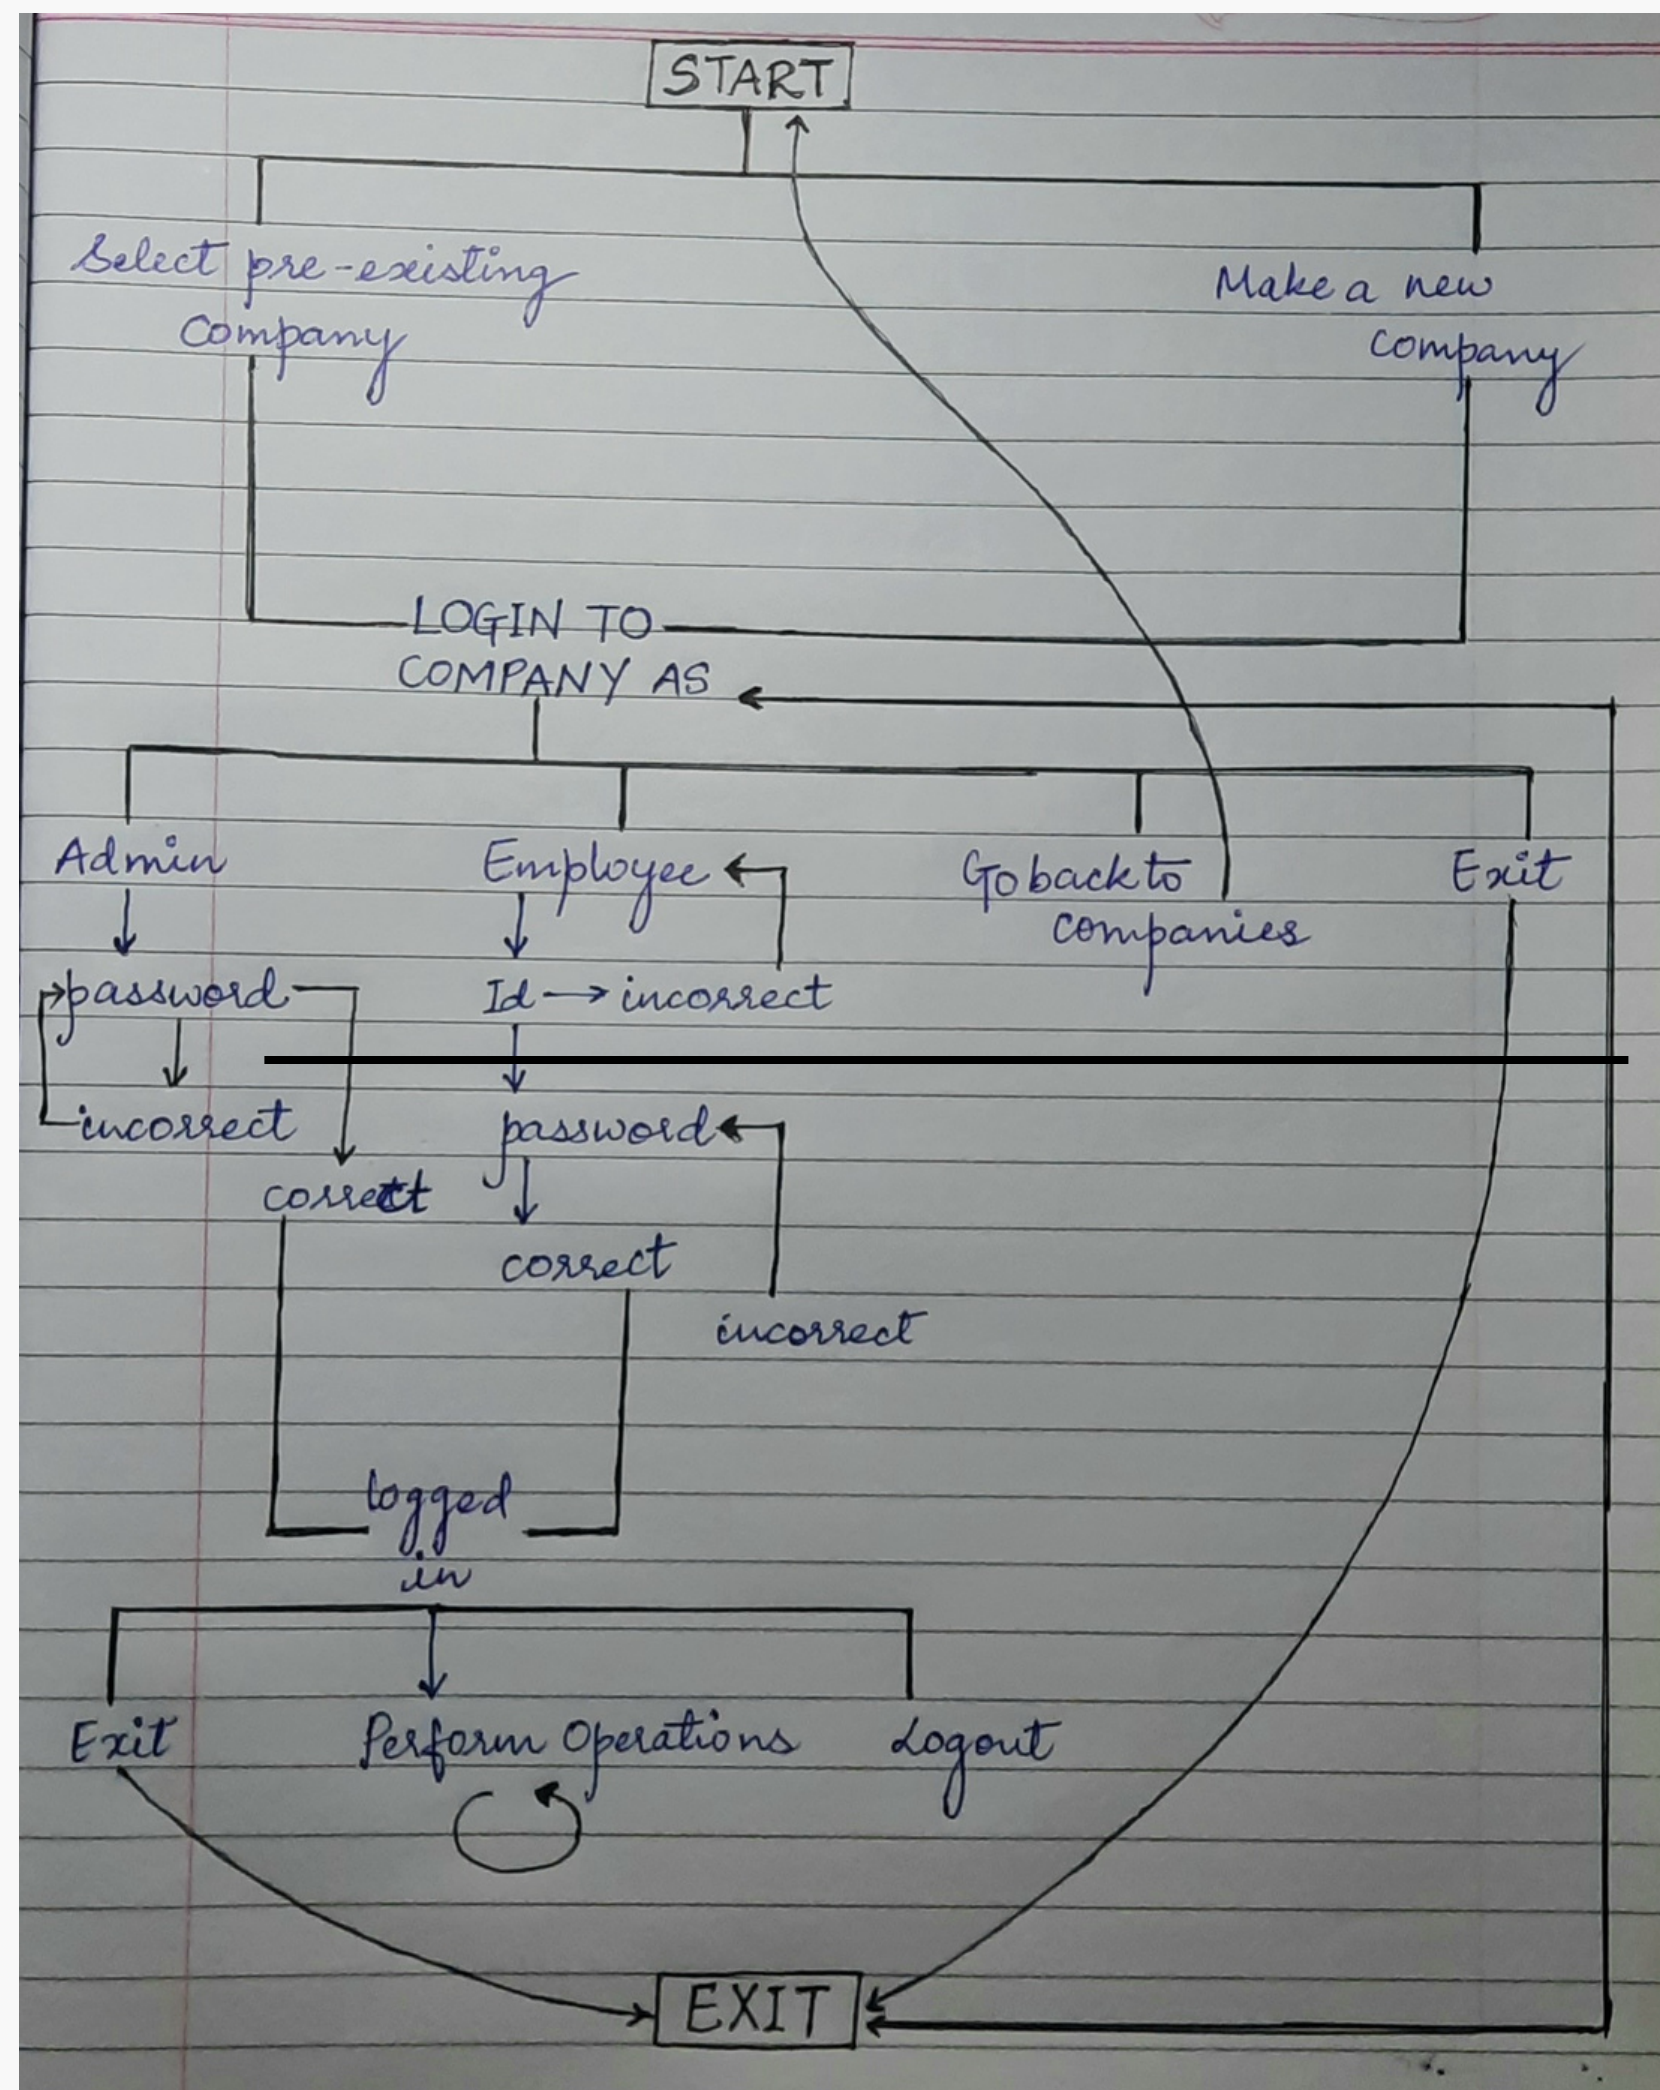 START
Select pre-existing
Company
Make a new
company
LOGIN TO
COMPANY AS
Admin
Employee
Go back to
companies
Exit
password
Id → incorrect
incorrect
password
correct
correct
incorrect
logged
in
Exit
Perform Operations
Logout
EXIT